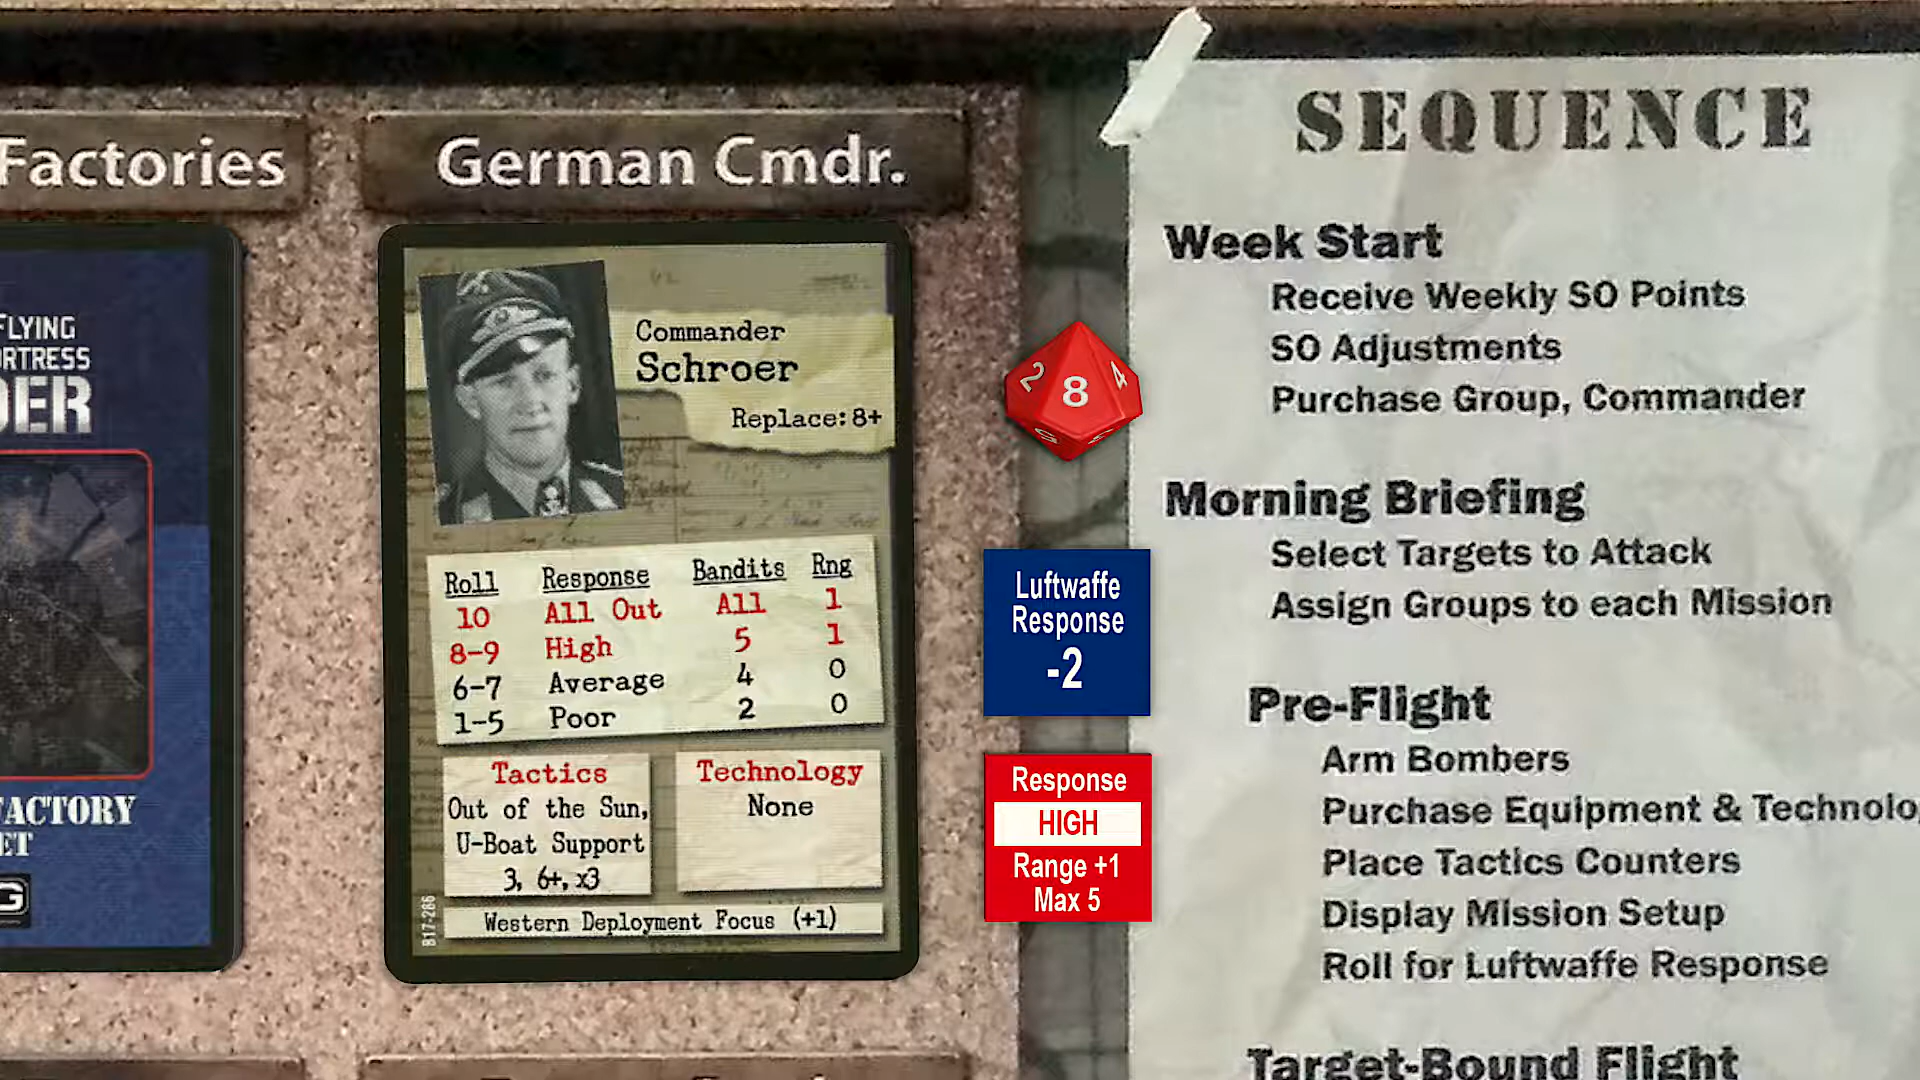 Factories
FLYING
ORTRESS
DER
FACTORY
ET
G
German Cmdr.
Commander
Schroer
Replace: 8+
Roll Response Bandits Rng
10 All Out All 1
8-9 High 5 1
6-7 Average 4 0
1-5 Poor 2 0
Tactics
Out of the Sun,
U-Boat Support
3, 6+, x3
Technology
None
Western Deployment Focus (+1)
B17-286
2 8 4
Luftwaffe
Response
-2
Response
HIGH
Range +1
Max 5
SEQUENCE
Week Start
Receive Weekly SO Points
SO Adjustments
Purchase Group, Commander
Morning Briefing
Select Targets to Attack
Assign Groups to each Mission
Pre-Flight
Arm Bombers
Purchase Equipment & Technolo
Place Tactics Counters
Display Mission Setup
Roll for Luftwaffe Response
Target-Bound Flight